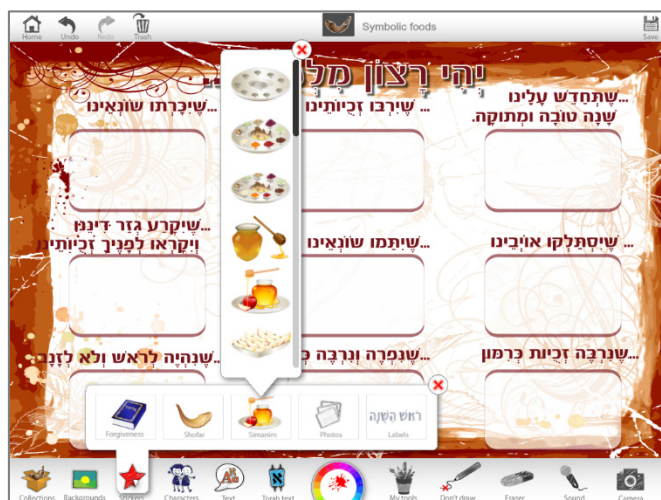 Home
Undo
Redo
Trash
Symbolic foods
Save
יְהִי רָצוֹן
...שֶׁתְּחַדֵּשׁ עָלֵינוּ
שָׁנָה טוֹבָה וּמְתוּקָה.
...שֶׁיִרְבּוּ זְכֻיּוֹתֵינוּ
...שֶׁיִכָּרְתוּ שׂוֹנְאֵינוּ
...שֶׁיִסְתַּלְּקוּ אוֹיְבֵינוּ
...שֶׁיִתַּמּוּ שׂוֹנְאֵינוּ
...שֶׁיִקָּרַע גְּזַר דִּינֵנוּ
וְיִקָּרְאוּ לְפָנֶיךָ זְכֻיּוֹתֵינוּ
...שֶׁנִרְבֶּה זְכֻיּוֹת כְּרִמּוֹן
...שֶׁנִפְרֶה וְנִרְבֶּה
...שֶׁנִהְיֶה לְרֹאשׁ וְלֹא לְזָנָב
Forgiveness
Shofar
Simanim
Photos
רֹאשׁ הַשָּׁנָה
Labels
Collections
Backgrounds
Stickers
Characters
Text
Torah text
My tools
Don't draw
Eraser
Sound
Camera